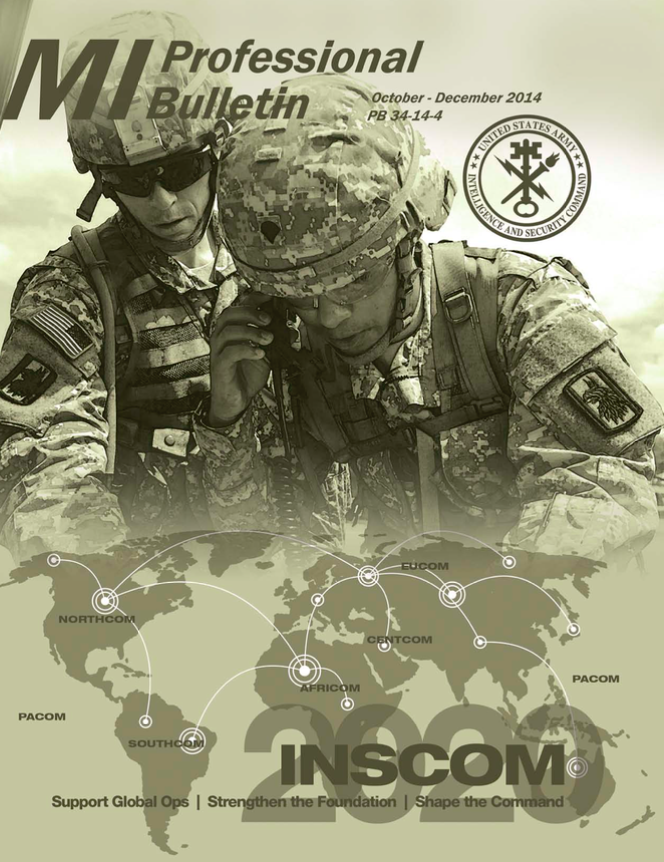 MI Professional
Bulletin
October - December 2014
PB 34-14-4
UNITED STATES ARMY
INTELLIGENCE AND SECURITY COMMAND
NORTHCOM
EUCOM
CENTCOM
AFRICOM
PACOM
PACOM
SOUTHCOM
2020
INSCOM
Support Global Ops | Strengthen the Foundation | Shape the Command